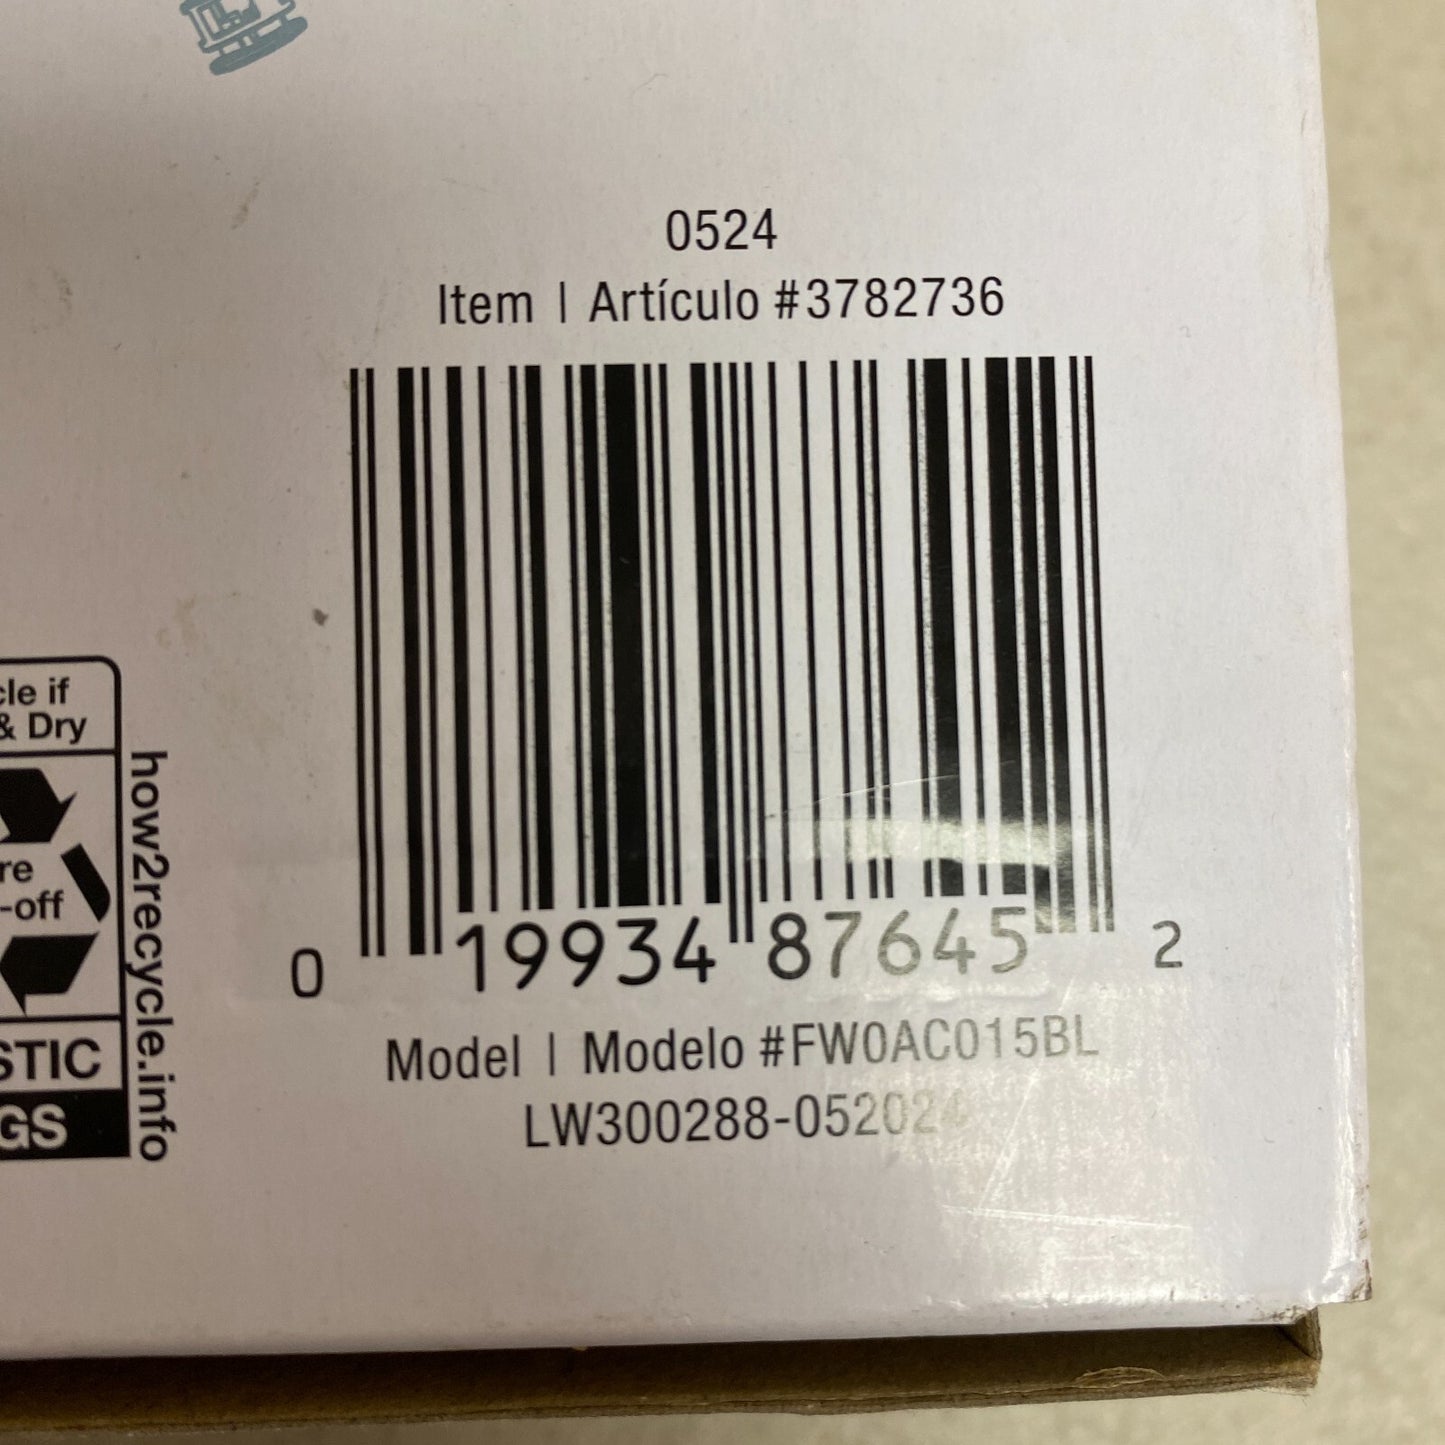 0524
Item | Artículo #3782736
0 19934 87645 2
Model | Modelo #FW0AC015BL
LW300288-052024
cle if
& Dry
re
-off
STIC
GS
how2recycle.info